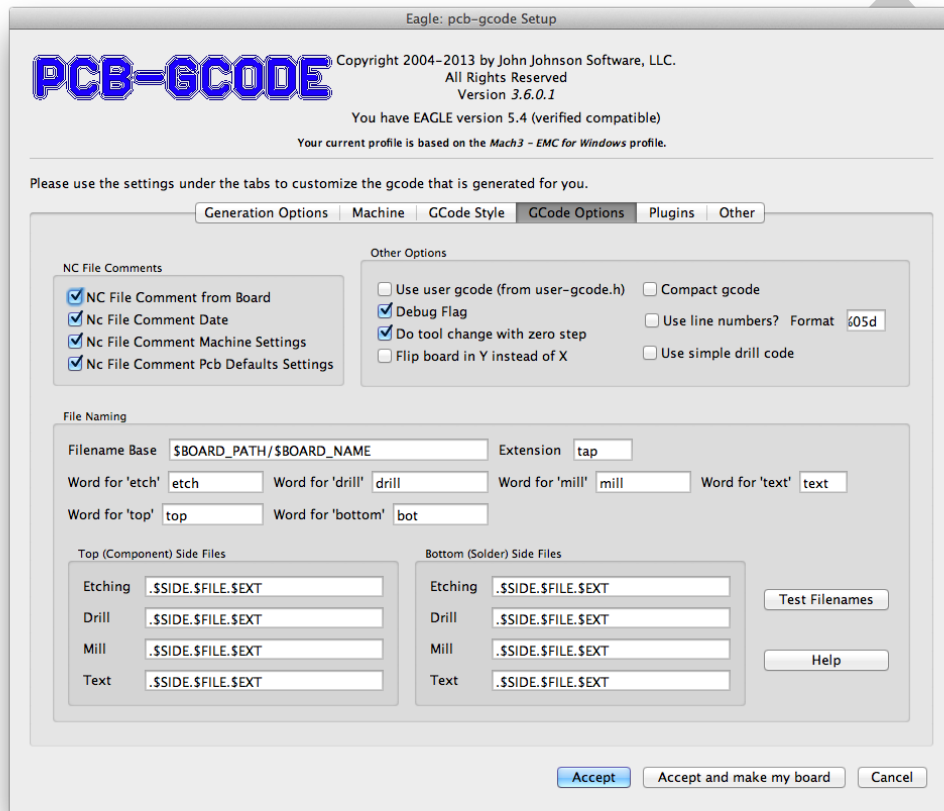 Eagle: pcb-gcode Setup
PCB-GCODE
Copyright 2004-2013 by John Johnson Software, LLC.
All Rights Reserved
Version 3.6.0.1
You have EAGLE version 5.4 (verified compatible)
Your current profile is based on the Mach3 - EMC for Windows profile.
Please use the settings under the tabs to customize the gcode that is generated for you.
Generation Options Machine GCode Style GCode Options Plugins Other
NC File Comments
NC File Comment from Board
Nc File Comment Date
Nc File Comment Machine Settings
Nc File Comment Pcb Defaults Settings
Other Options
Use user gcode (from user-gcode.h) Compact gcode
Debug Flag
Use line numbers? Format 605d
Do tool change with zero step
Flip board in Y instead of X Use simple drill code
File Naming
Filename Base $BOARD_PATH/$BOARD_NAME Extension tap
Word for 'etch' etch Word for 'drill' drill Word for 'mill' mill Word for 'text' text
Word for 'top' top Word for 'bottom' bot
Top (Component) Side Files
Etching .$SIDE.$FILE.$EXT
Drill .$SIDE.$FILE.$EXT
Mill .$SIDE.$FILE.$EXT
Text .$SIDE.$FILE.$EXT
Bottom (Solder) Side Files
Etching .$SIDE.$FILE.$EXT
Drill .$SIDE.$FILE.$EXT
Mill .$SIDE.$FILE.$EXT
Text .$SIDE.$FILE.$EXT
Test Filenames
Help
Accept Accept and make my board Cancel